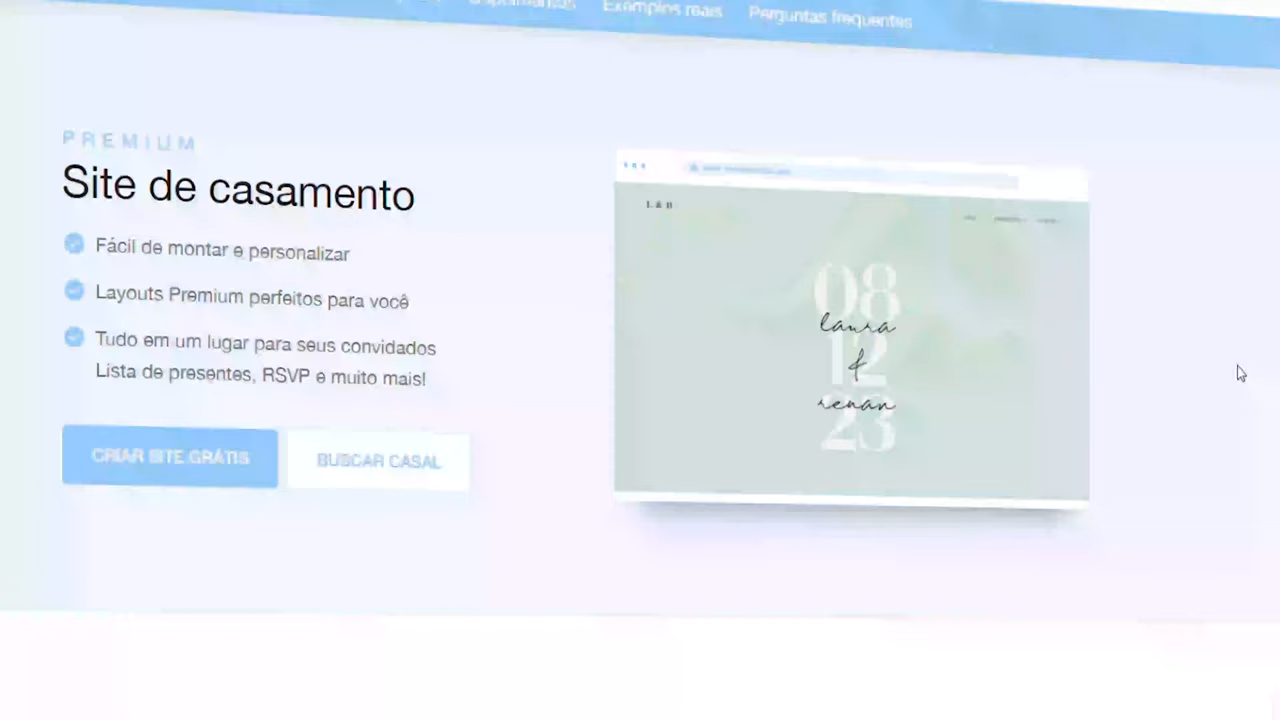 Depoimentos Exemplos reais Perguntas frequentes
PREMIUM
Site de casamento
Fácil de montar e personalizar
Layouts Premium perfeitos para você
Tudo em um lugar para seus convidados
Lista de presentes, RSVP e muito mais!
CRIAR SITE GRÁTIS BUSCAR CASAL
08
laura
12
&
renan
23